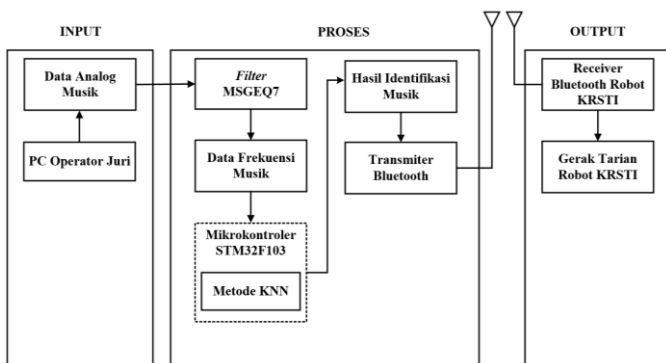 INPUT
Data Analog
Musik
PC Operator Juri
PROSES
Filter
MSGEQ7
Data Frekuensi
Musik
Mikrokontroler
STM32F103
Metode KNN
Hasil Identifikasi
Musik
Transmiter
Bluetooth
OUTPUT
Receiver
Bluetooth Robot
KRSTI
Gerak Tarian
Robot KRSTI